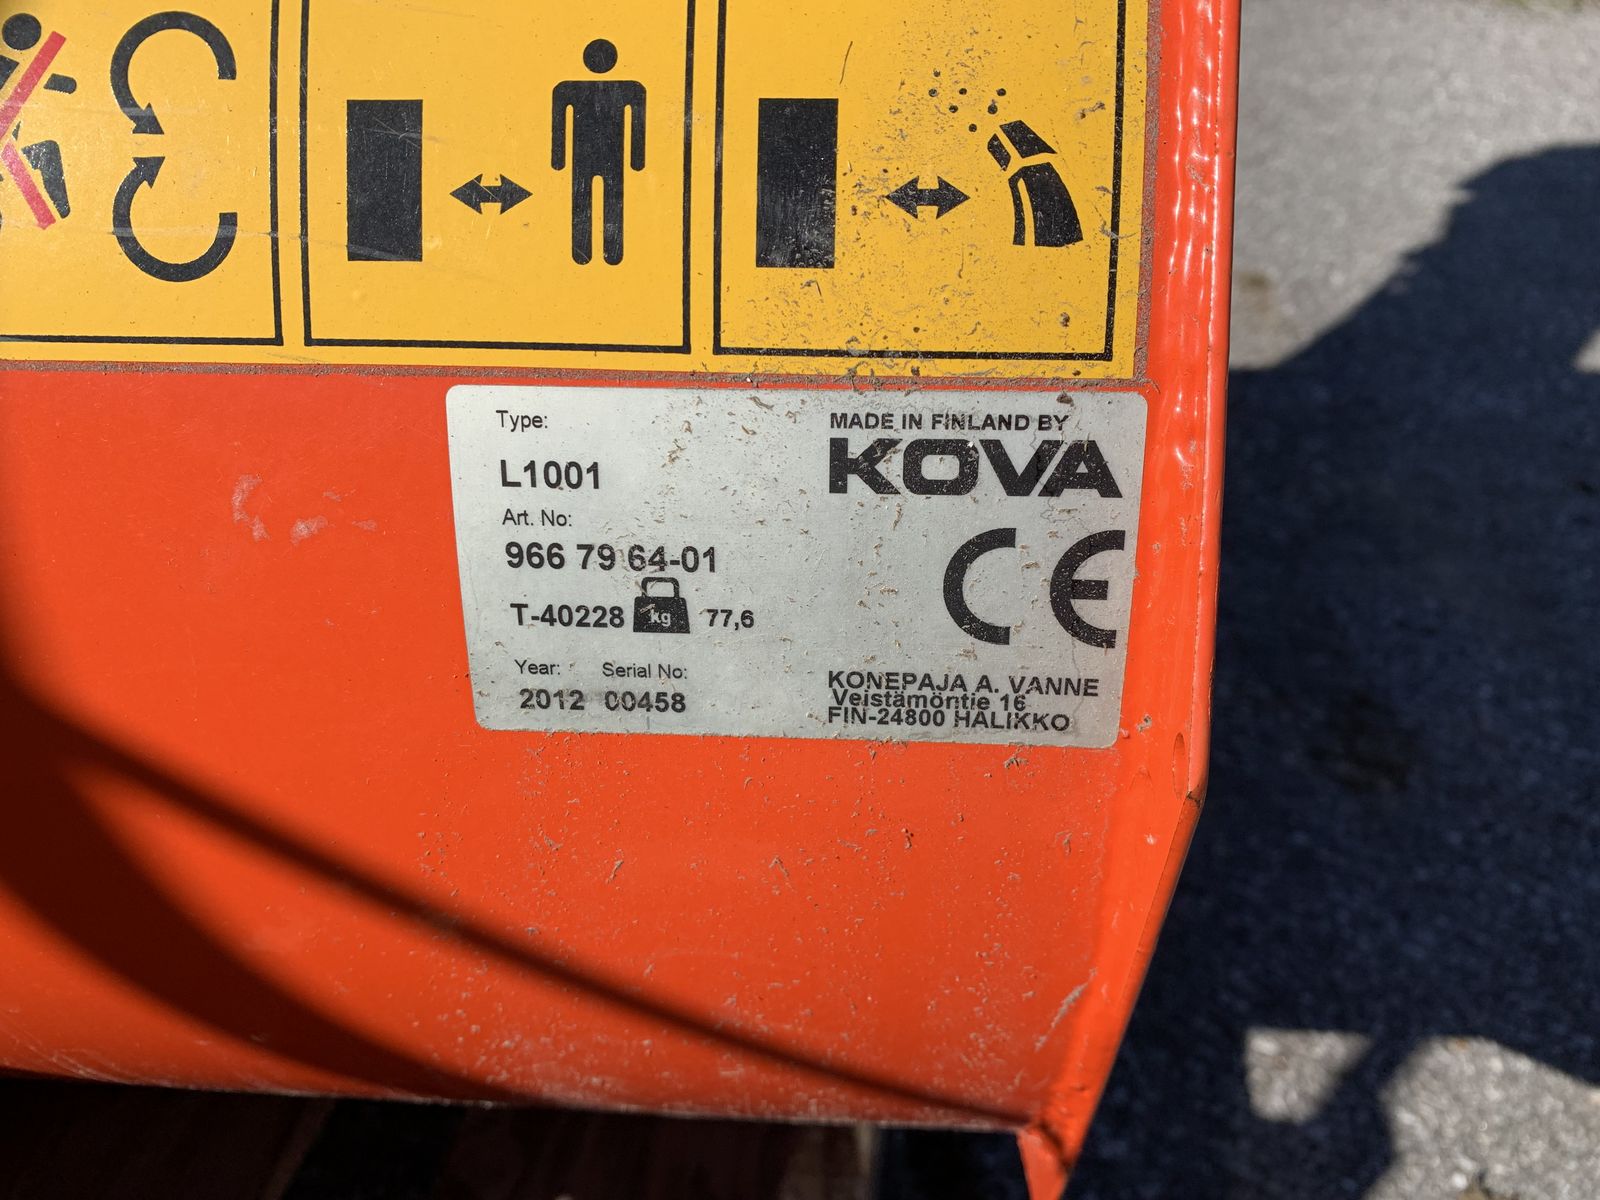 Type:
L1001
Art. No:
966 79 64-01
T-40228 kg 77,6
Year: Serial No:
2012 00458
MADE IN FINLAND BY
KOVA
CE
KONEPAJA A. VANNE
Veistämöntie 16
FIN-24800 HALIKKO